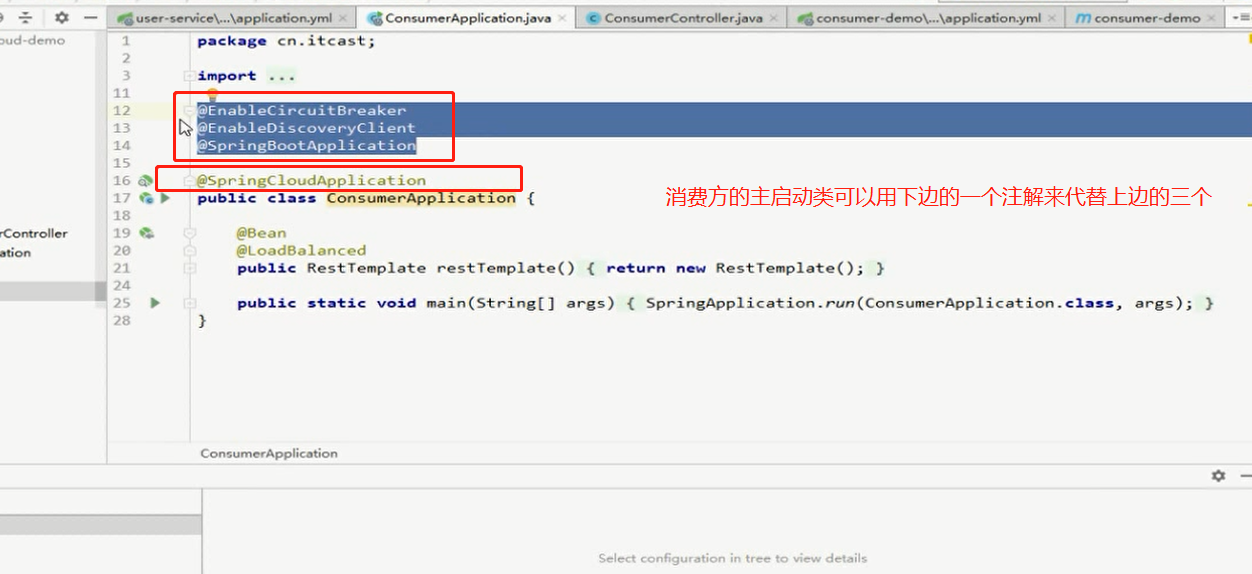 user-service\...\application.yml
ConsumerApplication.java
ConsumerController.java
consumer-demo\...\application.yml
consumer-demo
oud-demo
1 package cn.itcast;
2
3 import ...
11
12 @EnableCircuitBreaker
13 @EnableDiscoveryClient
14 @SpringBootApplication
15
16 @SpringCloudApplication
17 public class ConsumerApplication {
消费方的主启动类可以用下边的一个注解来代替上边的三个
18
19 @Bean
20 @LoadBalanced
21 public RestTemplate restTemplate() { return new RestTemplate(); }
24
25 public static void main(String[] args) { SpringApplication.run(ConsumerApplication.class, args); }
28 }
rController
ation
ConsumerApplication
Select configuration in tree to view details